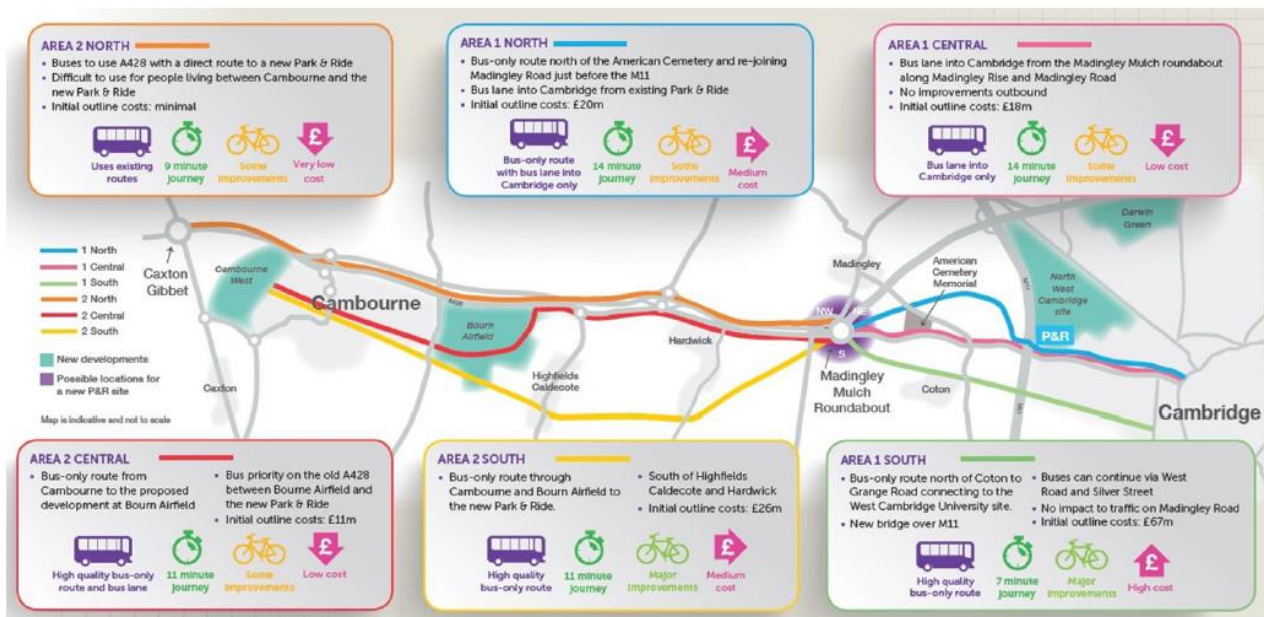 AREA 2 NORTH
• Buses to use A428 with a direct route to a new Park & Ride
• Difficult to use for people living between Cambourne and the
new Park & Ride
• Initial outline costs: minimal
Uses existing
routes
9 minute
journey
Some
improvements
£
Very low
cost
AREA 1 NORTH
• Bus-only route north of the American Cemetery and re-joining
Madingley Road just before the M11
• Bus lane into Cambridge from existing Park & Ride
• Initial outline costs: £20m
Bus-only route
with bus lane into
Cambridge only
14 minute
journey
Some
improvements
£
Medium
cost
AREA 1 CENTRAL
• Bus lane into Cambridge from the Madingley Mulch roundabout
along Madingley Rise and Madingley Road
• No improvements outbound
• Initial outline costs: £18m
Bus lane into
Cambridge only
14 minute
journey
Some
improvements
£
Low cost
1 North
1 Central
1 South
2 North
2 Central
2 South
New developments
Possible locations for
a new P&R site
Map is indicative and not to scale
Caxton
Gibbet
Cambourne
West
Cambourne
Caxton
A428
Bourn
Airfield
Highfields
Caldecote
Hardwick
Madingley
NW
NE
S
Madingley
Mulch
Roundabout
American
Cemetery
Memorial
Coton
M11
M11
North
West
Cambridge
site
Darwin
Green
P&R
Cambridge
AREA 2 CENTRAL
• Bus-only route from
Cambourne to the proposed
development at Bourn Airfield
• Bus priority on the old A428
between Bourne Airfield and
the new Park & Ride
• Initial outline costs: £11m
High quality bus-only
route and bus lane
11 minute
journey
Some
improvements
£
Low cost
AREA 2 SOUTH
• Bus-only route through
Cambourne and Bourn Airfield to
the new Park & Ride.
• South of Highfields
Caldecote and Hardwick
• Initial outline costs: £26m
High quality
bus-only route
11 minute
journey
Major
improvements
£
Medium
cost
AREA 1 SOUTH
• Bus-only route north of Coton to
Grange Road connecting to the
West Cambridge University site.
• New bridge over M11
• Buses can continue via West
Road and Silver Street
• No impact to traffic on Madingley Road
• Initial outline costs: £67m
High quality
bus-only route
7 minute
journey
Major
improvements
£
High cost